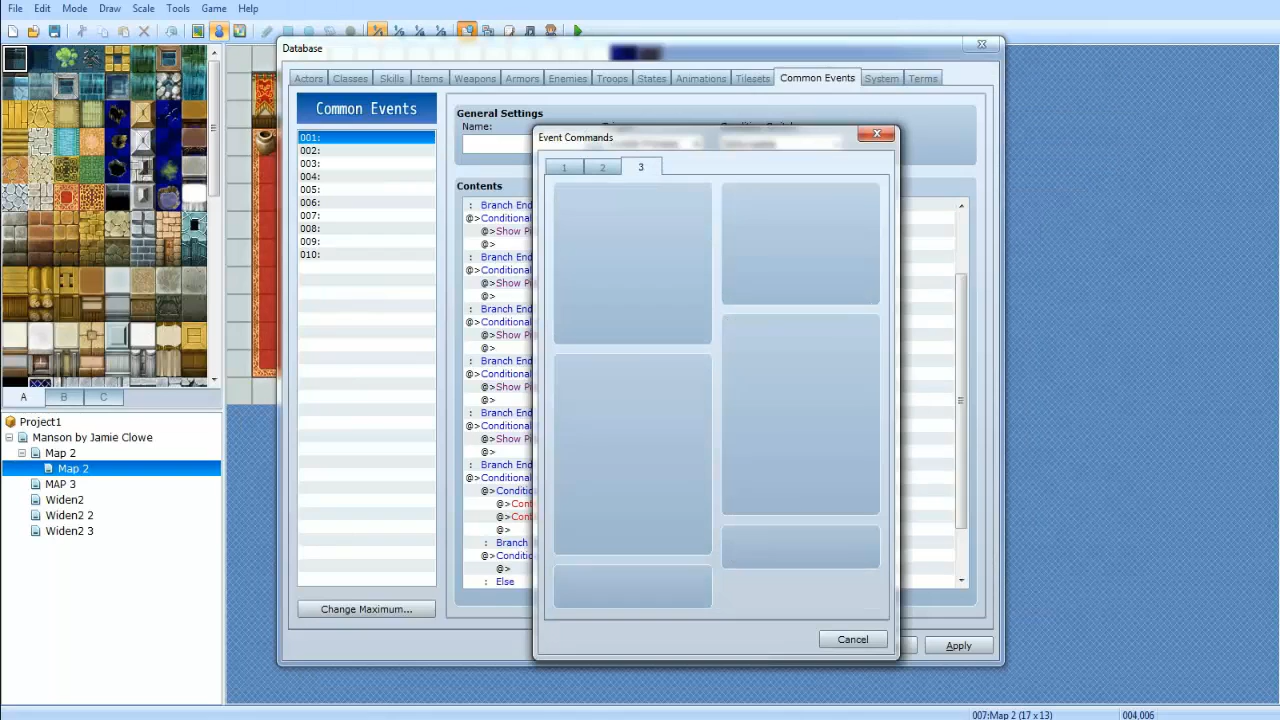 File Edit Mode Draw Scale Tools Game Help
Database
Actors Classes Skills Items Weapons Armors Enemies Troops States Animations Tilesets Common Events System Terms
Common Events
001:
002:
003:
004:
005:
006:
007:
008:
009:
010:
Change Maximum...
General Settings
Name:
Contents
: Branch End
@>Conditional
@>Show Pi
@>
: Branch End
@>Conditional
@>Show Pi
@>
: Branch End
@>Conditional
@>Show Pi
@>
: Branch End
@>Conditional
@>Show Pi
@>
: Branch End
@>Conditional
@>Show Pi
@>
: Branch End
@>Conditional
@>Conditio
@>Cont
@>Cont
@>
: Branch
@>Conditio
@>
: Else
Event Commands
1 2 3
Cancel
Apply
A B C
Project1
Manson by Jamie Clowe
Map 2
Map 2
MAP 3
Widen2
Widen2 2
Widen2 3
007:Map 2 (17 x 13) 004,006